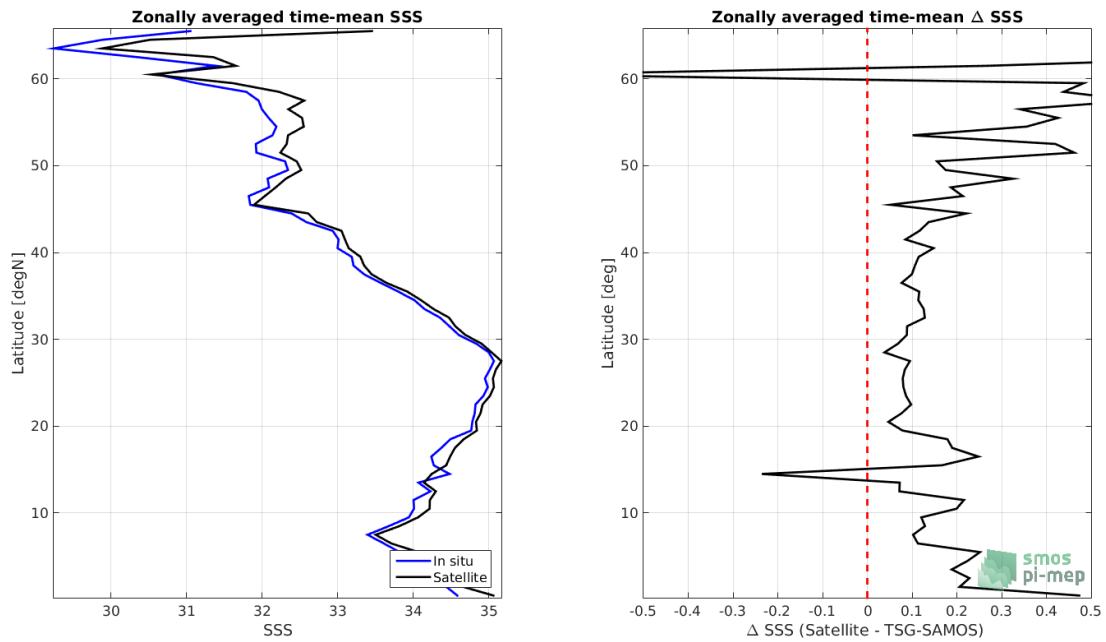 Zonally averaged time-mean SSS
Latitude [degN]
60
50
40
30
20
10
30
31
32
33
34
35
SSS
In situ
Satellite
Zonally averaged time-mean Δ SSS
Latitude [deg]
60
50
40
30
20
10
-0.5
-0.4
-0.3
-0.2
-0.1
0
0.1
0.2
0.3
0.4
0.5
Δ SSS (Satellite - TSG-SAMOS)
smos
pi-mep